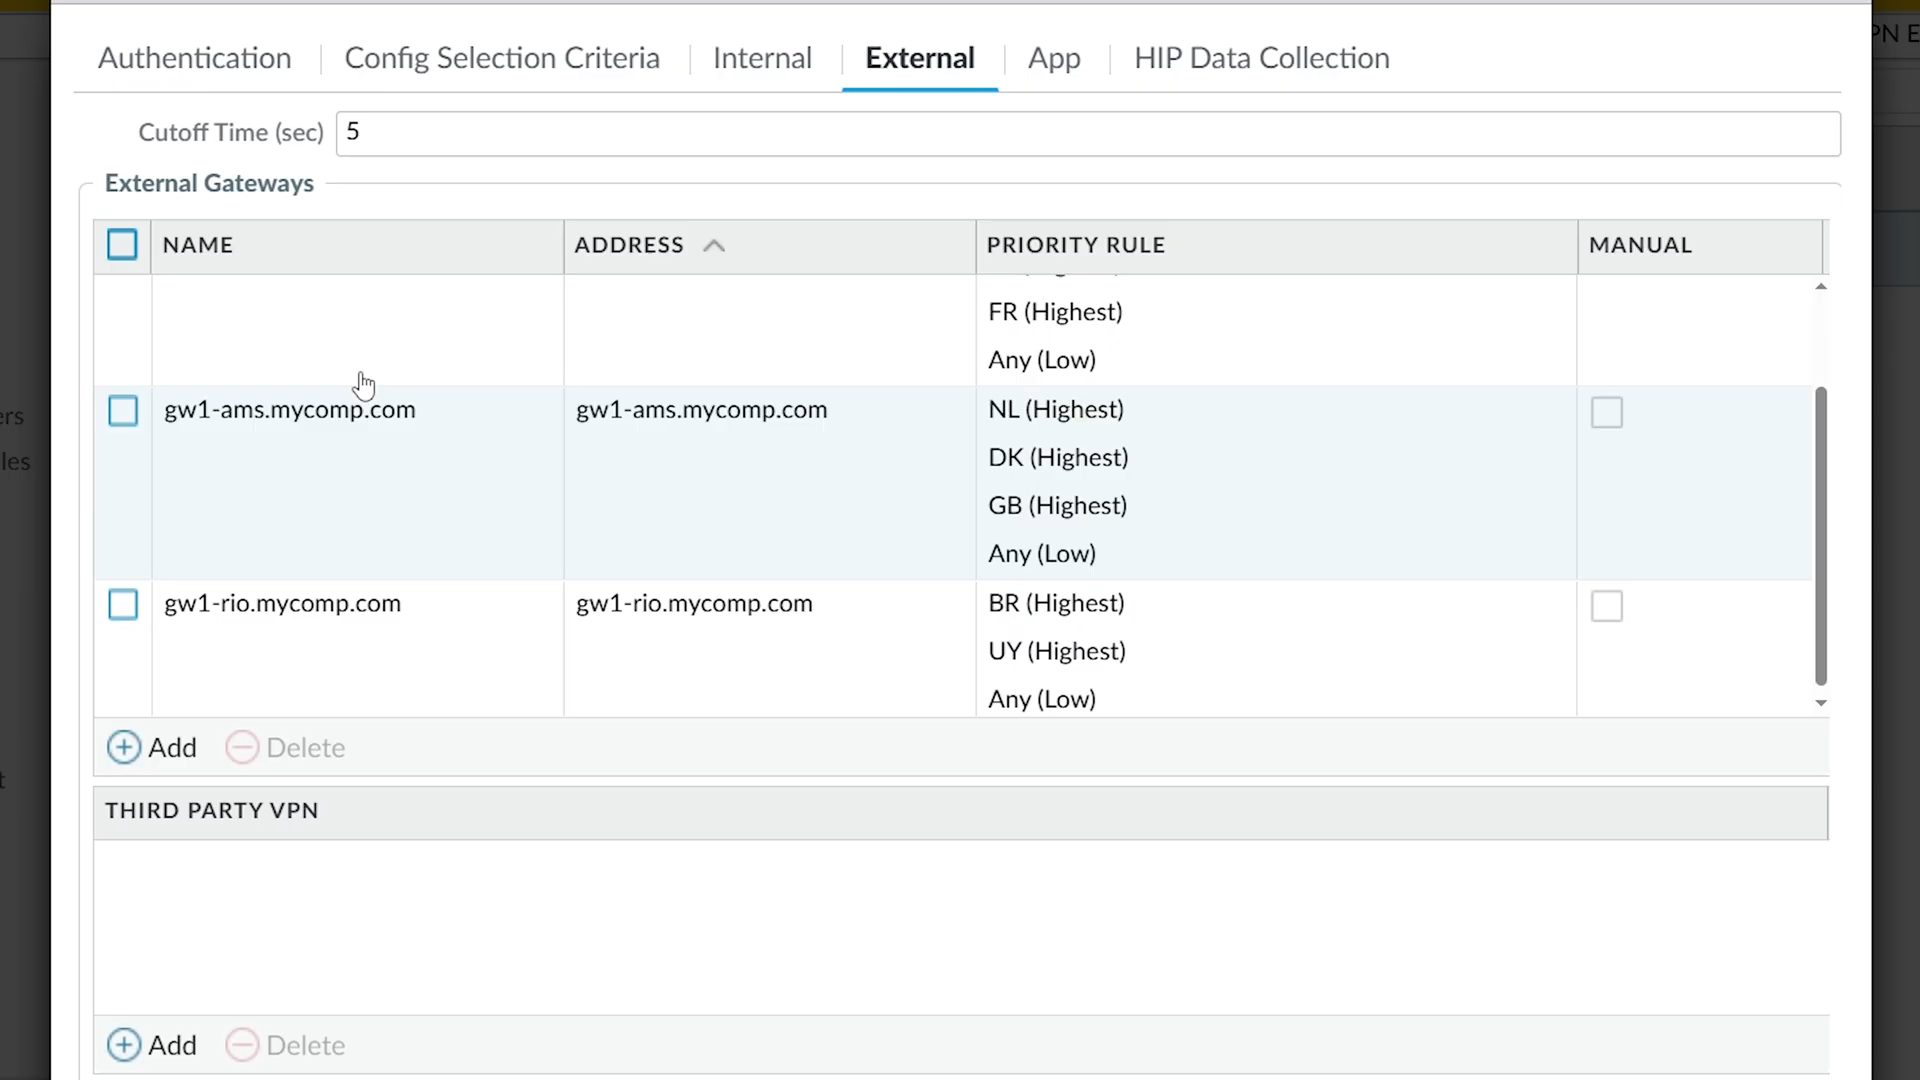 Authentication Config Selection Criteria Internal External App HIP Data Collection
Cutoff Time (sec) 5
External Gateways
NAME ADDRESS PRIORITY RULE MANUAL
FR (Highest)
Any (Low)
gw1-ams.mycomp.com gw1-ams.mycomp.com NL (Highest)
DK (Highest)
GB (Highest)
Any (Low)
gw1-rio.mycomp.com gw1-rio.mycomp.com BR (Highest)
UY (Highest)
Any (Low)
Add Delete
THIRD PARTY VPN
Add Delete